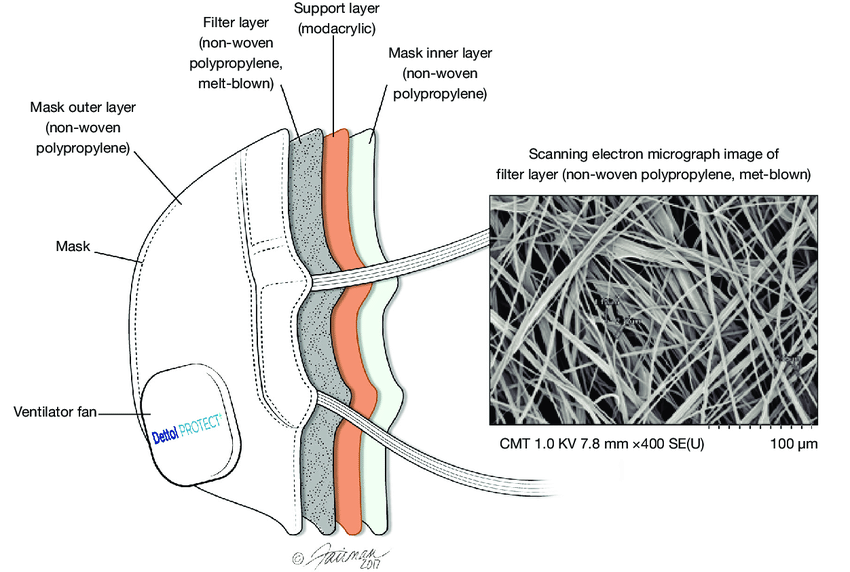 Support layer
(modacrylic)
Filter layer
(non-woven
polypropylene,
melt-blown)
Mask inner layer
(non-woven
polypropylene)
Mask outer layer
(non-woven
polypropylene)
Mask
Ventilator fan
Dettol PROTECT
Scanning electron micrograph image of
filter layer (non-woven polypropylene, met-blown)
CMT 1.0 KV 7.8 mm ×400 SE(U)
100 µm
© Fairman
2017